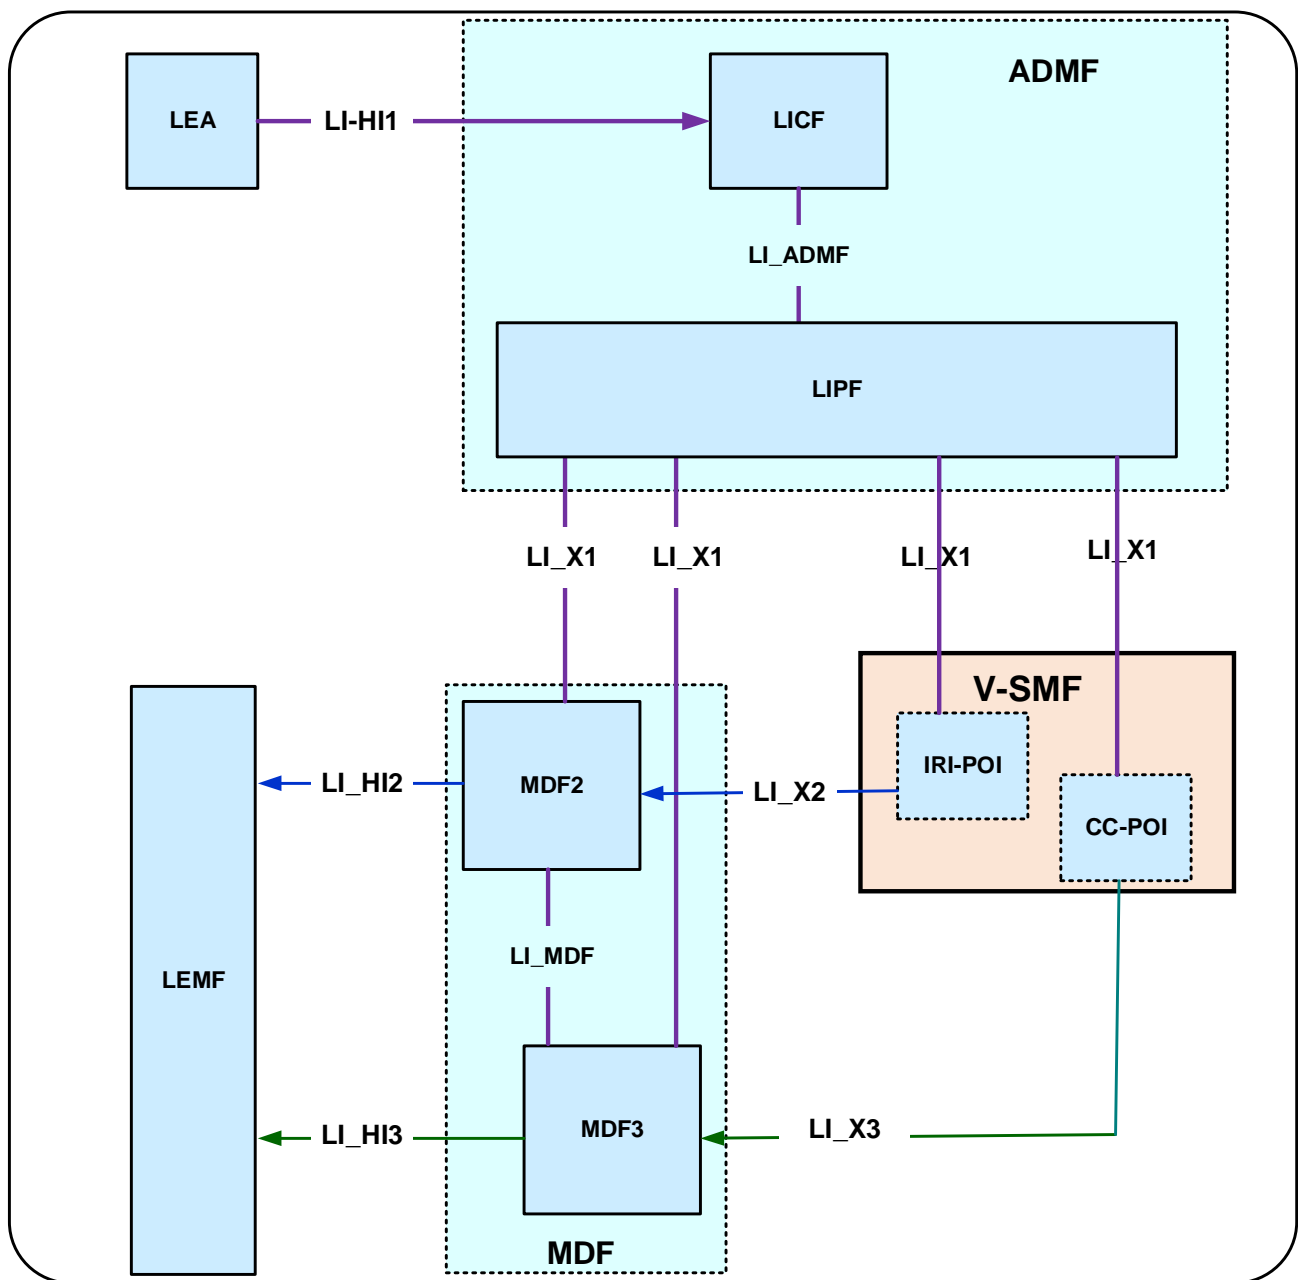 ADMF
LEA
LI-HI1
LICF
LI_ADMF
LIPF
LI_X1
LI_X1
LI_X1
LI_X1
V-SMF
IRI-POI
MDF2
LI_HI2
LI_X2
CC-POI
LI_MDF
LEMF
MDF3
LI_HI3
LI_X3
MDF